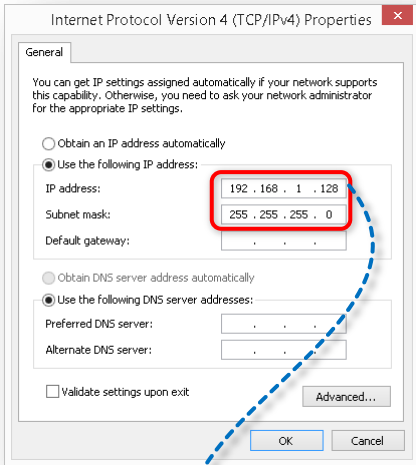 Internet Protocol Version 4 (TCP/IPv4) Properties
General
You can get IP settings assigned automatically if your network supports
this capability. Otherwise, you need to ask your network administrator
for the appropriate IP settings.
Obtain an IP address automatically
Use the following IP address:
IP address: 192 . 168 . 1 . 128
Subnet mask: 255 . 255 . 255 . 0
Default gateway: . . .
Obtain DNS server address automatically
Use the following DNS server addresses:
Preferred DNS server: . . .
Alternate DNS server: . . .
Validate settings upon exit
Advanced...
OK Cancel